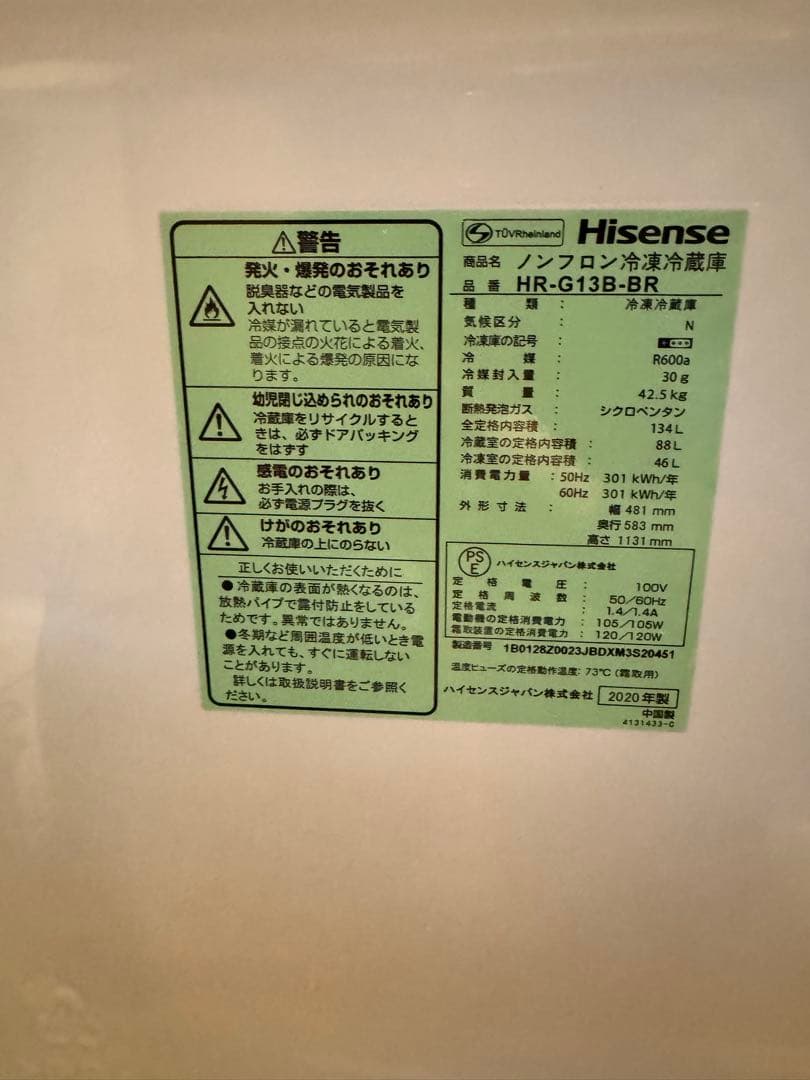 ⚠警告
発火・爆発のおそれあり
脱臭器などの電気製品を
入れない
冷媒が漏れていると電気製
品の接点の火花による着火、
着火による爆発の原因にな
ります。
幼児閉じ込められのおそれあり
冷蔵庫をリサイクルすると
きは、必ずドアパッキング
をはずす
感電のおそれあり
お手入れの際は、
必ず電源プラグを抜く
けがのおそれあり
冷蔵庫の上にのらない
正しくお使いいただくために
●冷蔵庫の表面が熱くなるのは、
放熱パイプで露付防止をしている
ためです。異常ではありません。
●冬期など周囲温度が低いとき電
源を入れても、すぐに運転しない
ことがあります。
詳しくは取扱説明書をご参照く
ださい。
TÜVRheinland Hisense
商品名 ノンフロン冷凍冷蔵庫
品番 HR-G13B-BR
種類： 冷凍冷蔵庫
気候区分： N
冷凍庫の記号：
冷媒： R600a
冷媒封入量： 30g
質量： 42.5kg
断熱発泡ガス： シクロペンタン
全定格内容積： 134L
冷蔵室の定格内容積： 88L
冷凍室の定格内容積： 46L
消費電力量：50Hz 301 kWh/年
60Hz 301 kWh/年
外形寸法： 幅 481 mm
奥行 583 mm
高さ 1131 mm
PSE ハイセンスジャパン株式会社
定格電圧： 100V
定格周波数： 50/60Hz
定格電流： 1.4/1.4A
電動機の定格消費電力： 105/105W
霜取装置の定格消費電力： 120/120W
製造番号 1B0128Z0023JBDXM3S20451
温度ヒューズの定格動作温度: 73℃(霜取用)
ハイセンスジャパン株式会社 2020年製
中国製
4131433-C